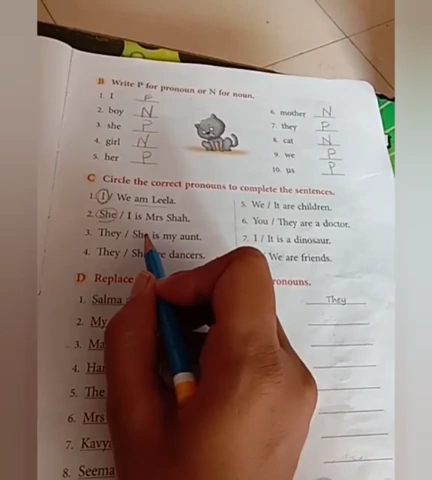 B Write P for pronoun or N for noun.
1. I P
2. boy N
3. she P
4. girl N
5. her P
6. mother N
7. they P
8. cat N
9. we P
10. us P
C Circle the correct pronouns to complete the sentences.
1. I / We am Leela.
2. She / I is Mrs Shah.
3. They / She is my aunt.
4. They / She are dancers.
5. We / It are children.
6. You / They are a doctor.
7. I / It is a dinosaur.
We are friends.
D Replace
1. Salma They
2. My
3.
4.
5. The
6. Mrs
7.
8. Seema